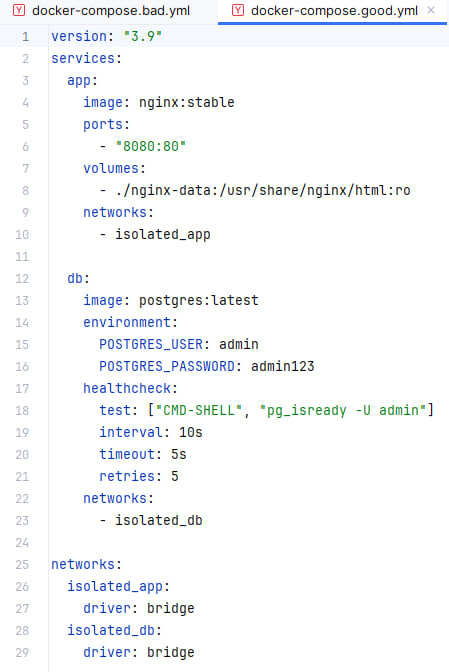 docker-compose.bad.yml docker-compose.good.yml
1 version: "3.9"
2 services:
3   app:
4     image: nginx:stable
5     ports:
6       - "8080:80"
7     volumes:
8       - ./nginx-data:/usr/share/nginx/html:ro
9     networks:
10       - isolated_app
11
12   db:
13     image: postgres:latest
14     environment:
15       POSTGRES_USER: admin
16       POSTGRES_PASSWORD: admin123
17     healthcheck:
18       test: ["CMD-SHELL", "pg_isready -U admin"]
19       interval: 10s
20       timeout: 5s
21       retries: 5
22     networks:
23       - isolated_db
24
25 networks:
26   isolated_app:
27     driver: bridge
28   isolated_db:
29     driver: bridge